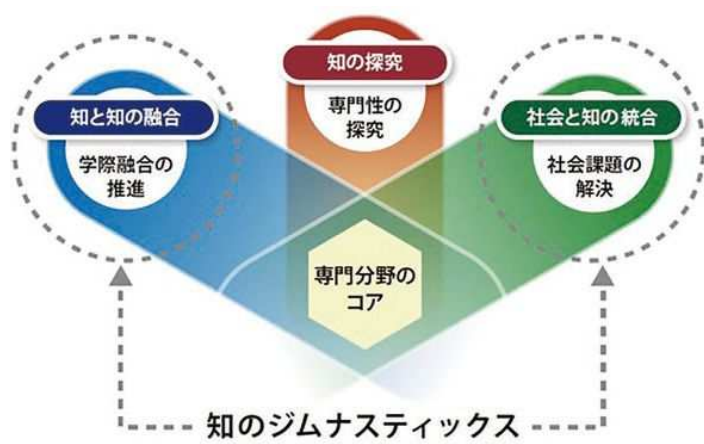 知の探究
専門性の
探究
知と知の融合
学際融合の
推進
社会と知の統合
社会課題の
解決
専門分野の
コア
知のジムナスティックス